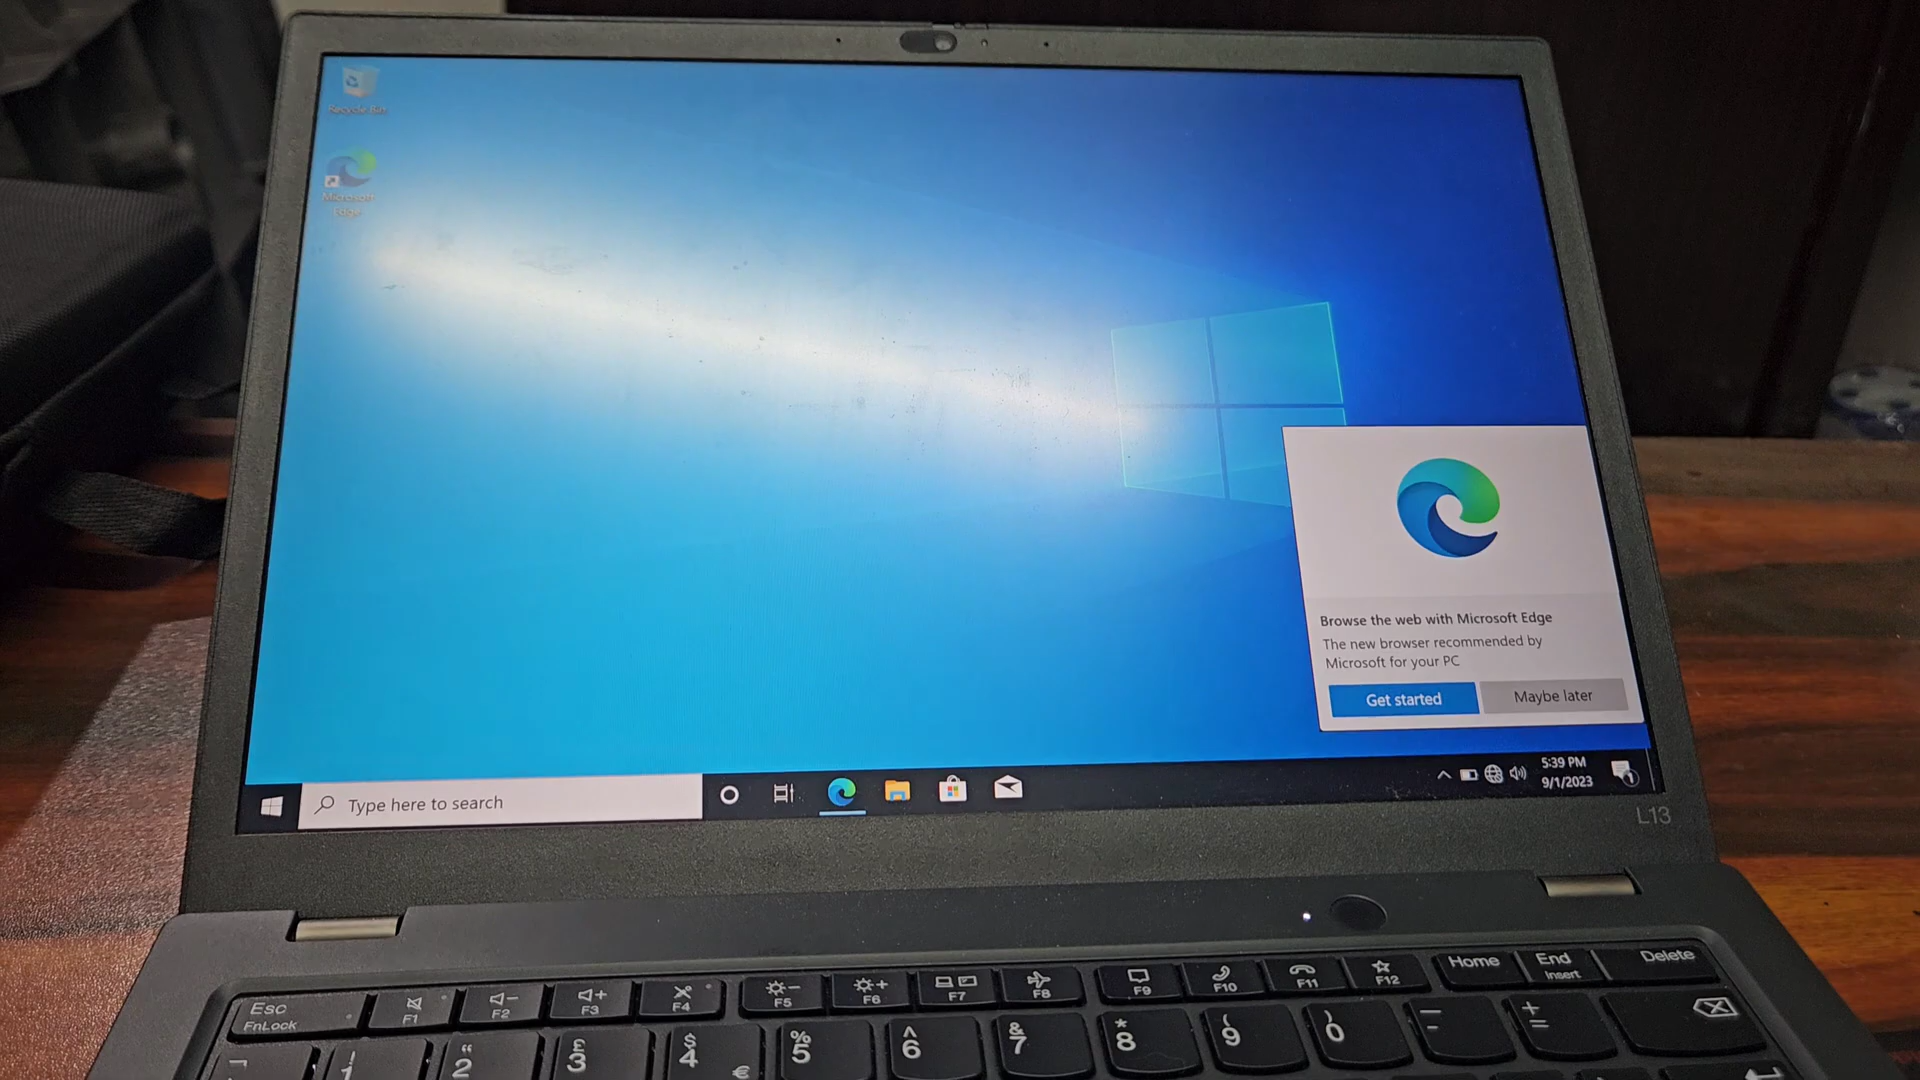 Recycle Bin
Microsoft
Edge
Browse the web with Microsoft Edge
The new browser recommended by
Microsoft for your PC
Get started
Maybe later
Type here to search
5:39 PM
9/1/2023
1
L13
Esc
FnLock
F1
F2
F3
F4
F5
F6
F7
F8
F9
F10
F11
F12
Home
End
Insert
Delete
¬
!
“
2
£
3
$
4
€
%
5
^
6
&
7
*
8
(
9
)
0
_
-
+
=